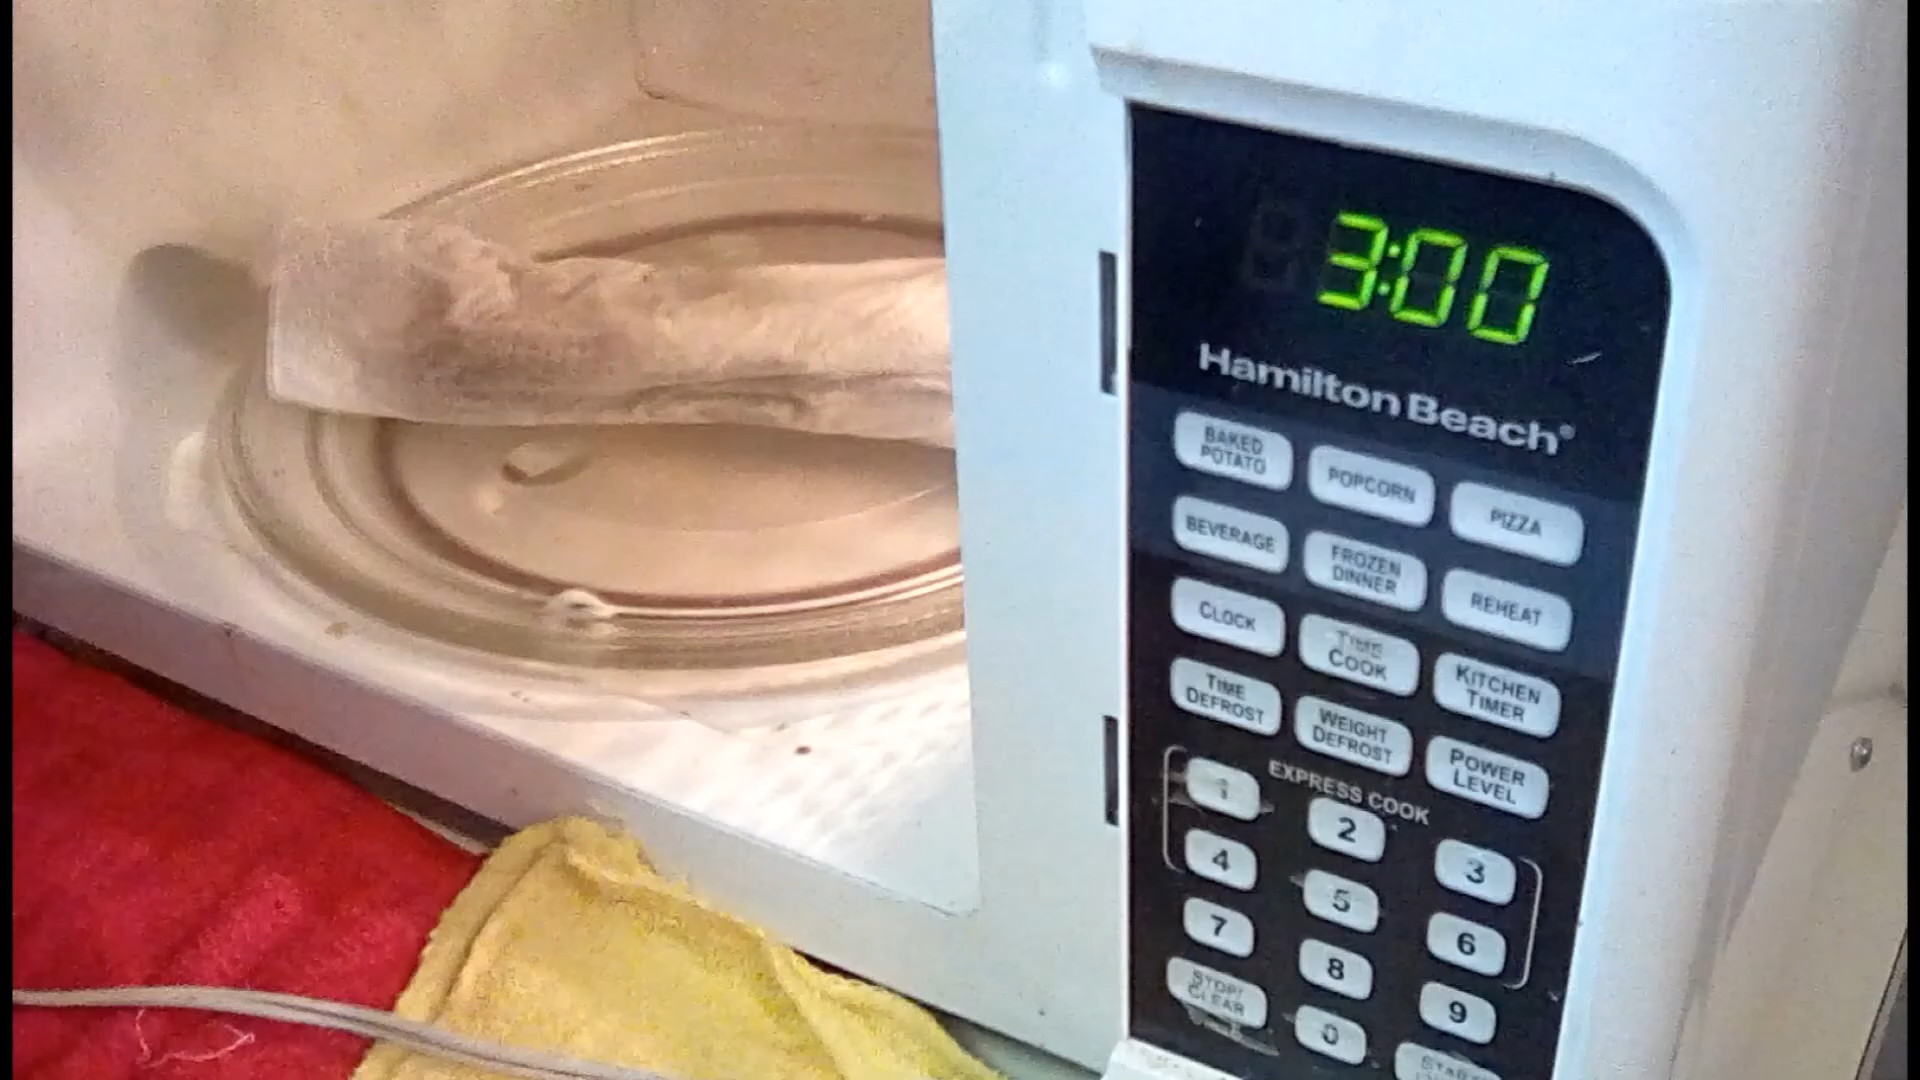 3:00
Hamilton Beach®
BAKED
POTATO
POPCORN
PIZZA
BEVERAGE
FROZEN
DINNER
REHEAT
CLOCK
TIME
COOK
KITCHEN
TIMER
TIME
DEFROST
WEIGHT
DEFROST
POWER
LEVEL
EXPRESS COOK
1
2
3
4
5
6
7
8
9
STOP/
CLEAR
0
START